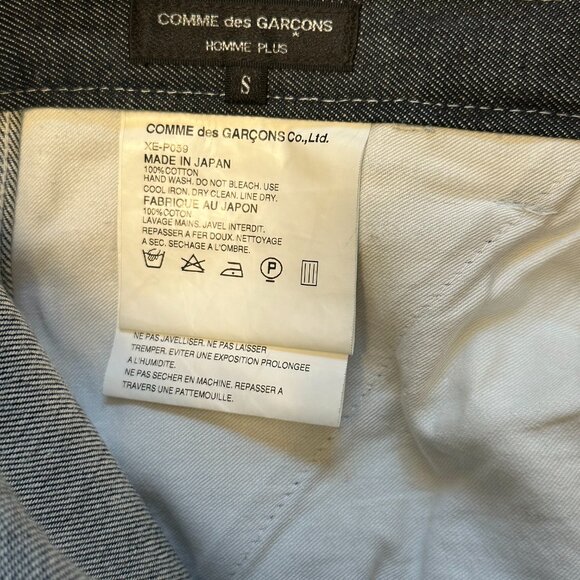 COMME des GARÇONS
HOMME PLUS
S
COMME des GARÇONS Co.,Ltd.
XE-P039
MADE IN JAPAN
100%COTTON
HAND WASH. DO NOT BLEACH. USE
COOL IRON. DRY CLEAN. LINE DRY.
FABRIQUE AU JAPON
100%COTON
LAVAGE MAINS. JAVEL INTERDIT.
REPASSER A FER DOUX. NETTOYAGE
A SEC. SECHAGE A L'OMBRE.
P
NE PAS JAVELLISER. NE PAS LAISSER
TREMPER. EVITER UNE EXPOSITION PROLONGEE
A L'HUMIDITE.
NE PAS SECHER EN MACHINE. REPASSER A
TRAVERS UNE PATTEMOUILLE.